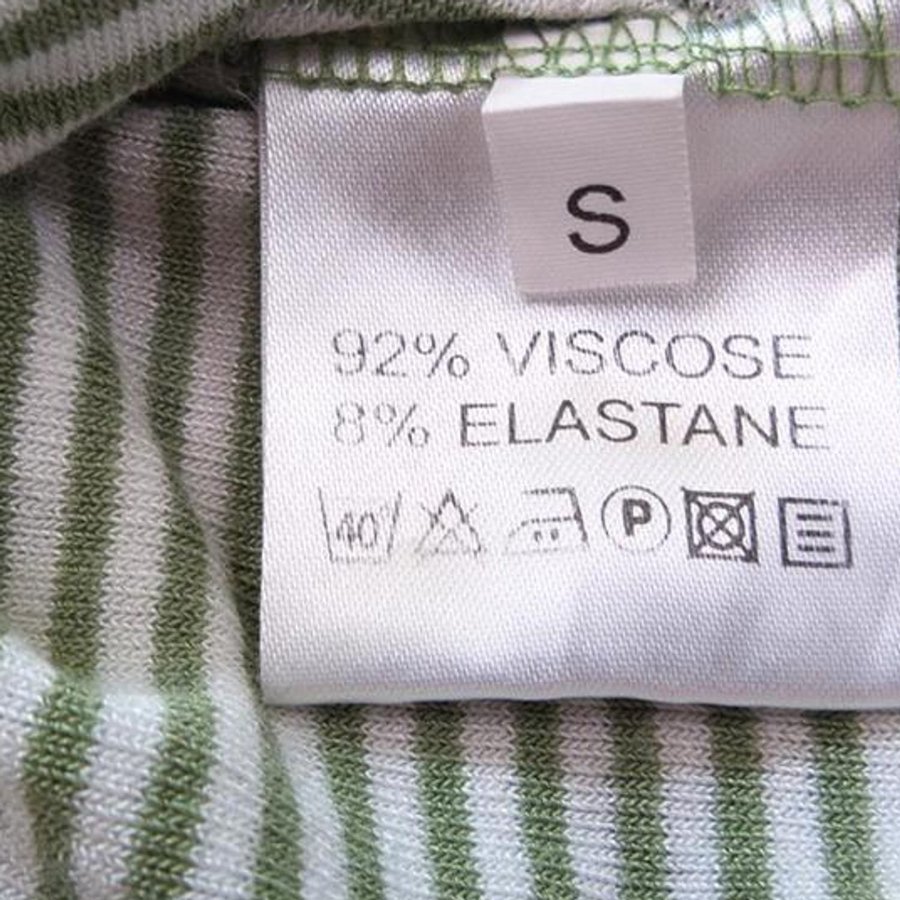 S
92% VISCOSE
8% ELASTANE
40° P